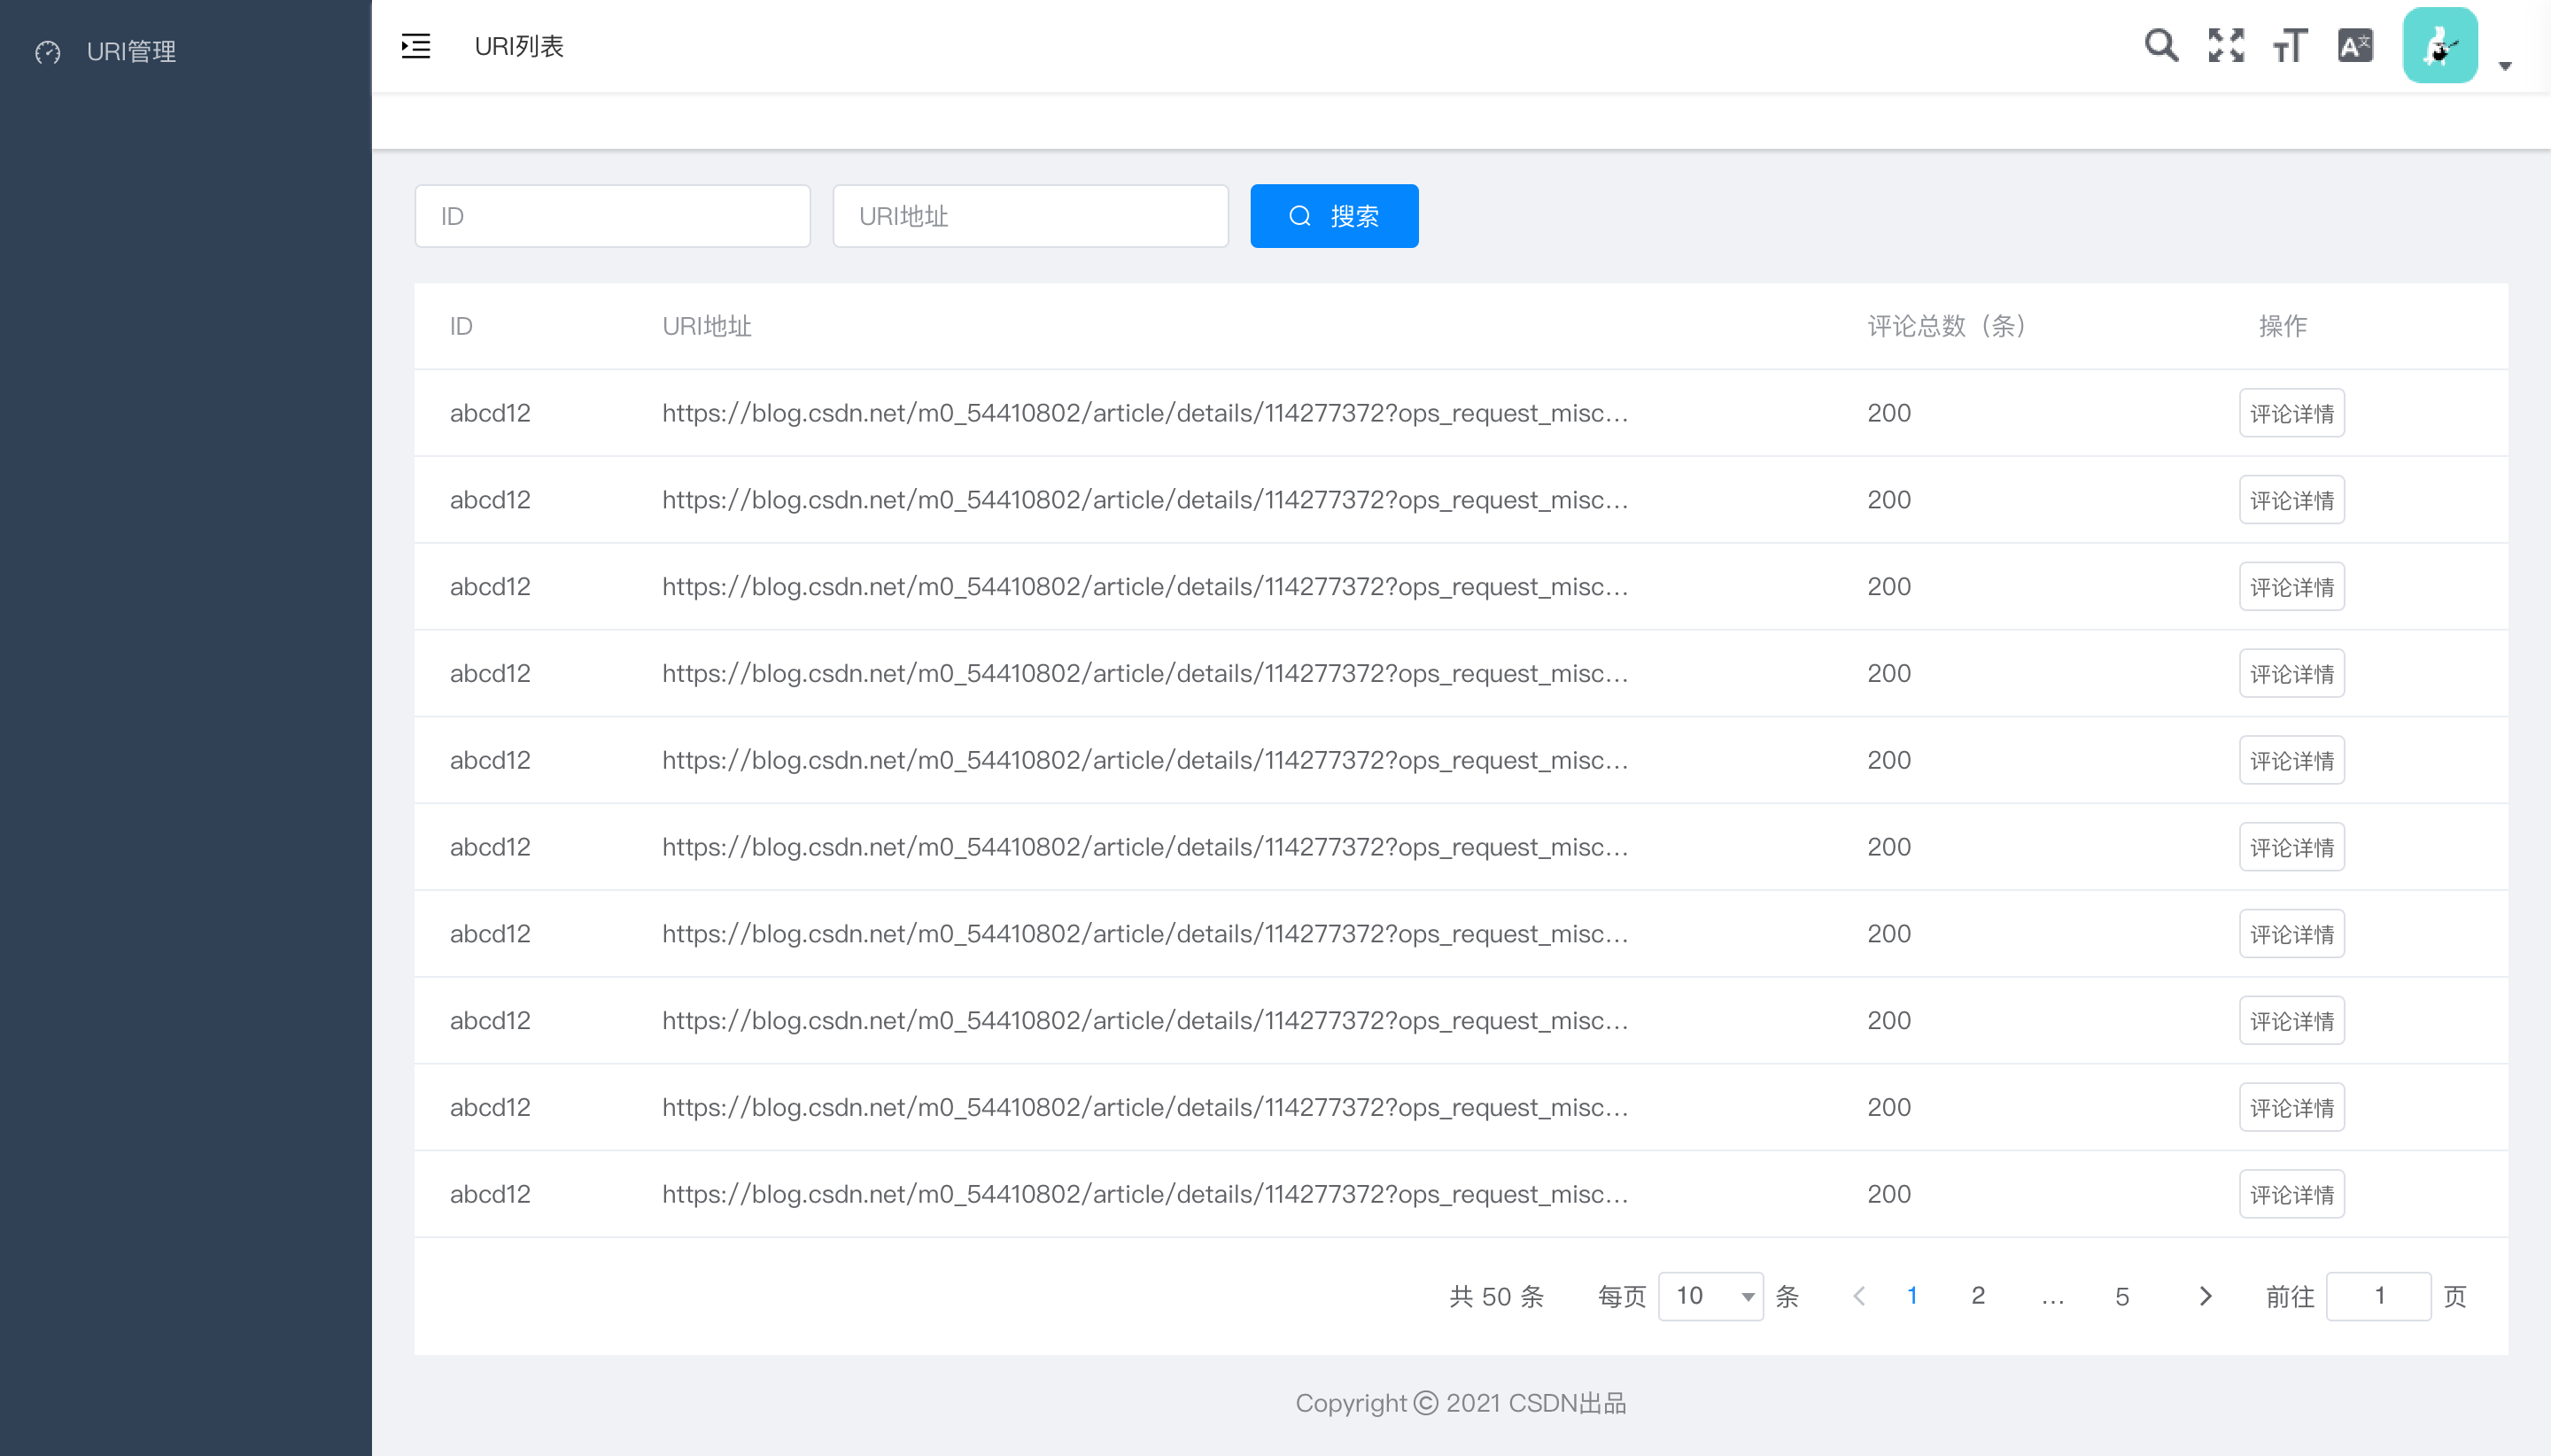 URI管理
URI列表
ID
URI地址
搜索
ID URI地址 评论总数（条） 操作
abcd12 https://blog.csdn.net/m0_54410802/article/details/114277372?ops_request_misc... 200 评论详情
abcd12 https://blog.csdn.net/m0_54410802/article/details/114277372?ops_request_misc... 200 评论详情
abcd12 https://blog.csdn.net/m0_54410802/article/details/114277372?ops_request_misc... 200 评论详情
abcd12 https://blog.csdn.net/m0_54410802/article/details/114277372?ops_request_misc... 200 评论详情
abcd12 https://blog.csdn.net/m0_54410802/article/details/114277372?ops_request_misc... 200 评论详情
abcd12 https://blog.csdn.net/m0_54410802/article/details/114277372?ops_request_misc... 200 评论详情
abcd12 https://blog.csdn.net/m0_54410802/article/details/114277372?ops_request_misc... 200 评论详情
abcd12 https://blog.csdn.net/m0_54410802/article/details/114277372?ops_request_misc... 200 评论详情
abcd12 https://blog.csdn.net/m0_54410802/article/details/114277372?ops_request_misc... 200 评论详情
abcd12 https://blog.csdn.net/m0_54410802/article/details/114277372?ops_request_misc... 200 评论详情
共 50 条 每页 10 条 1 2 ... 5 前往 1 页
Copyright © 2021 CSDN出品